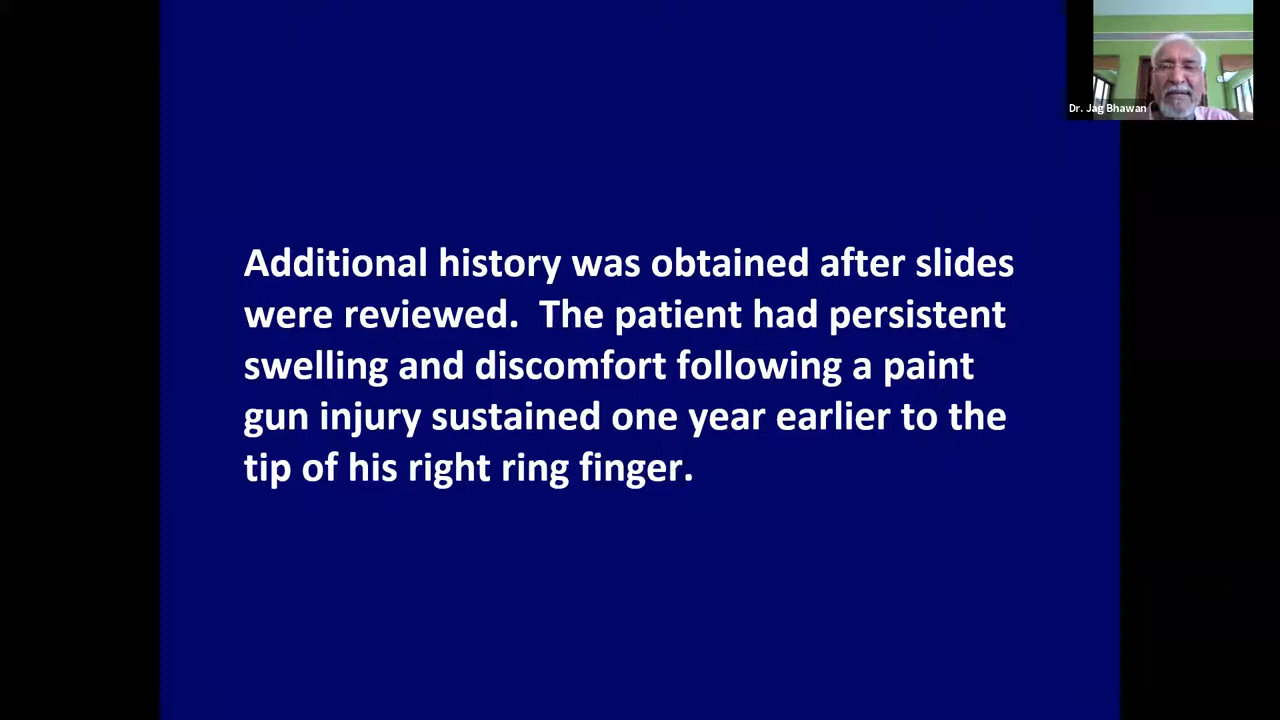 Dr. Jag Bhawan
Additional history was obtained after slides
were reviewed.  The patient had persistent
swelling and discomfort following a paint
gun injury sustained one year earlier to the
tip of his right ring finger.